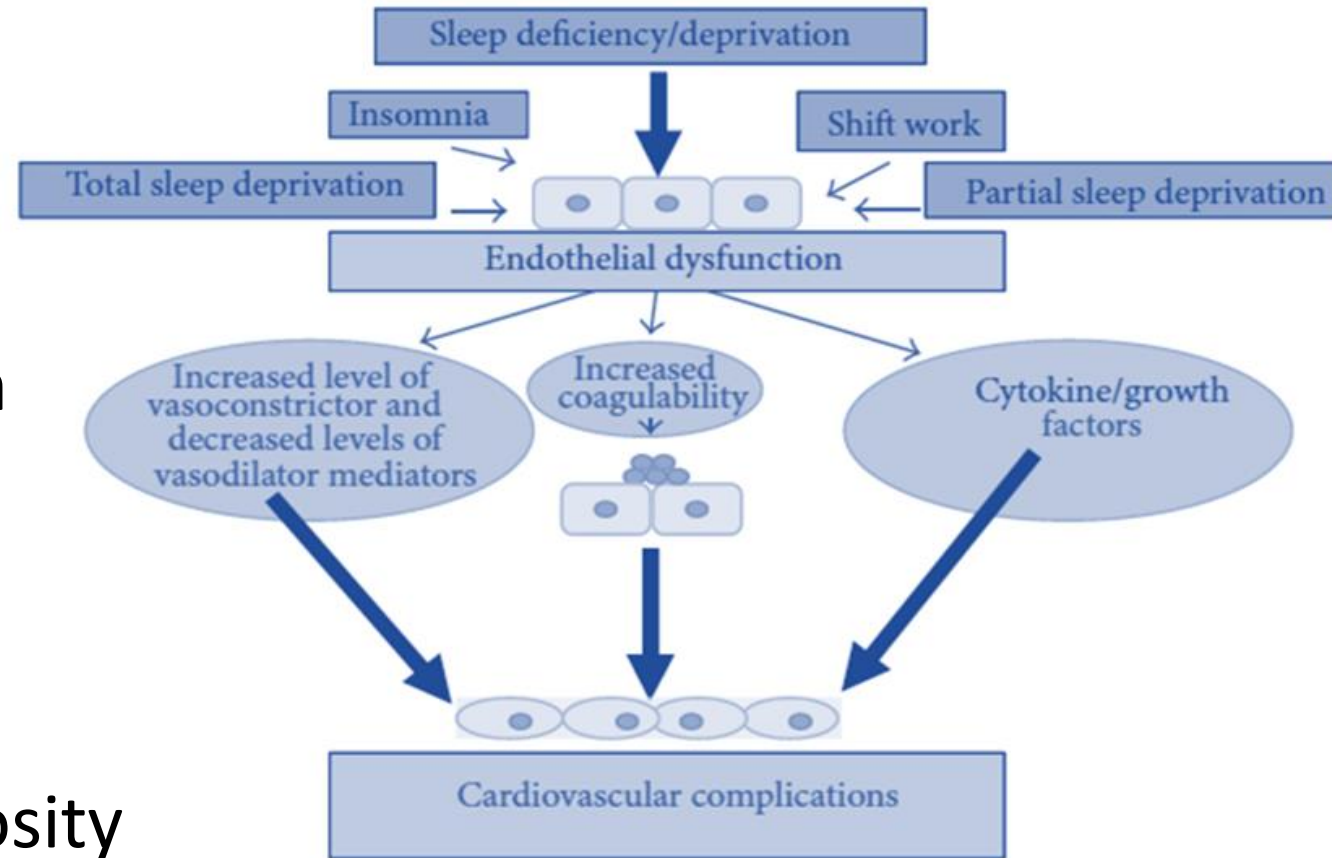 Sleep deficiency/deprivation
Insomnia
Shift work
Total sleep deprivation
Partial sleep deprivation
Endothelial dysfunction
Increased level of
vasoconstrictor and
decreased levels of
vasodilator mediators
Increased
coagulability
Cytokine/growth
factors
Cardiovascular complications
osity